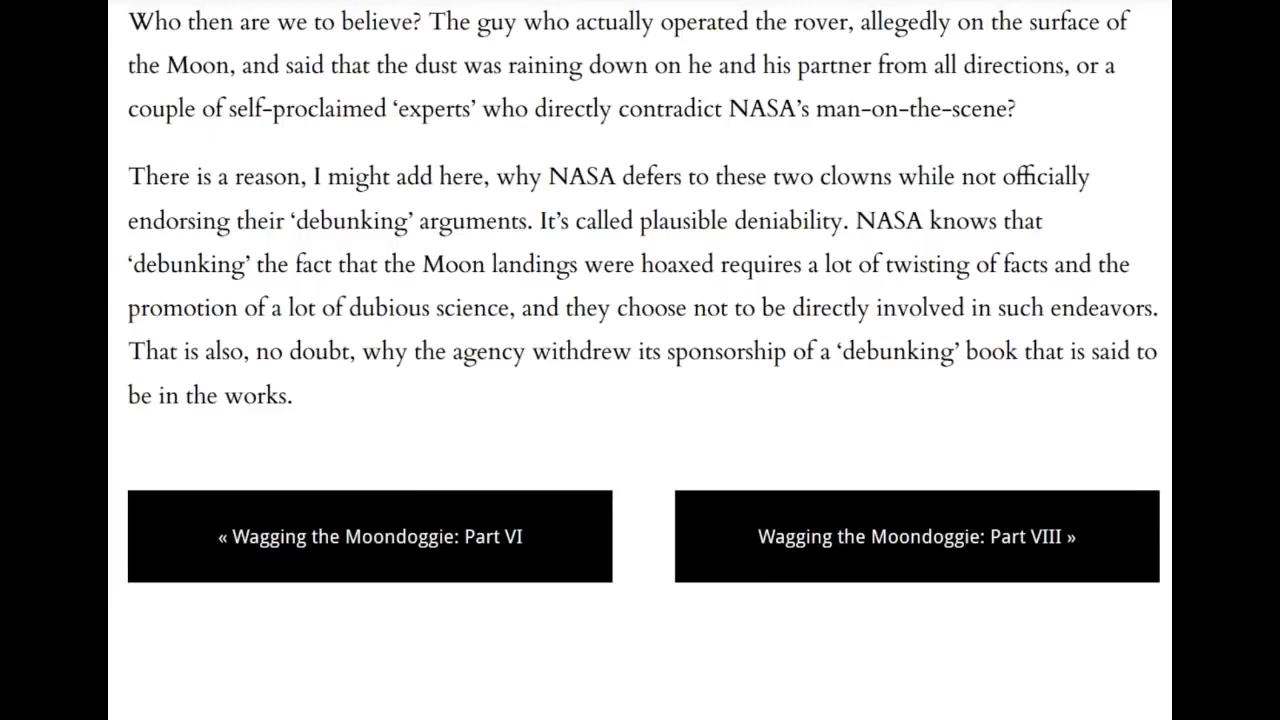 Who then are we to believe? The guy who actually operated the rover, allegedly on the surface of
the Moon, and said that the dust was raining down on he and his partner from all directions, or a
couple of self-proclaimed ‘experts’ who directly contradict NASA’s man-on-the-scene?
There is a reason, I might add here, why NASA defers to these two clowns while not officially
endorsing their ‘debunking’ arguments. It’s called plausible deniability. NASA knows that
‘debunking’ the fact that the Moon landings were hoaxed requires a lot of twisting of facts and the
promotion of a lot of dubious science, and they choose not to be directly involved in such endeavors.
That is also, no doubt, why the agency withdrew its sponsorship of a ‘debunking’ book that is said to
be in the works.
« Wagging the Moondoggie: Part VI
Wagging the Moondoggie: Part VIII »